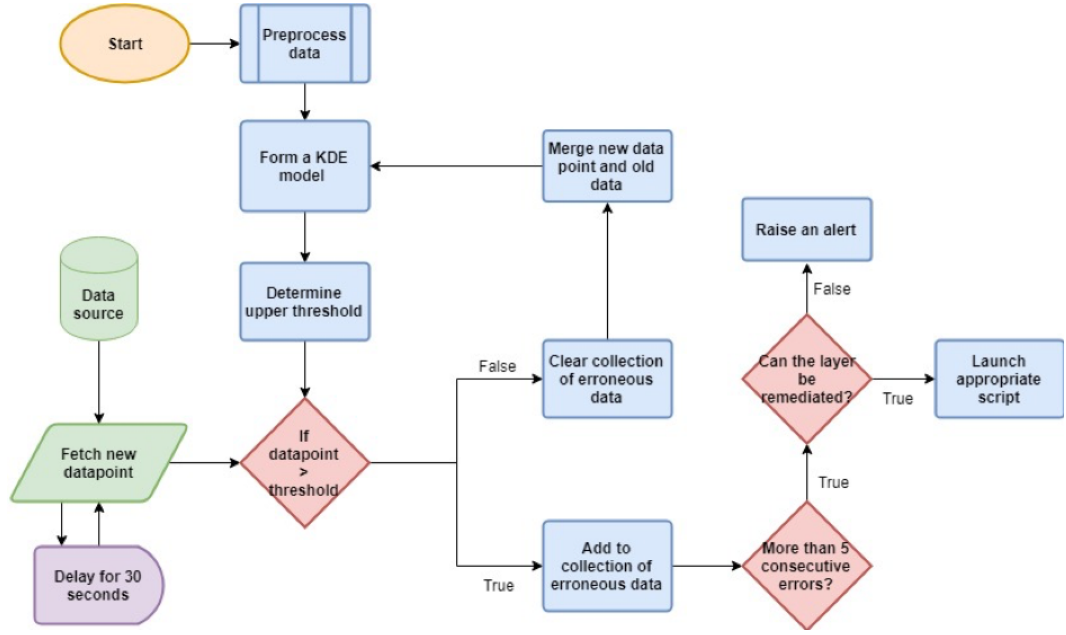 Start
Preprocess
data
Form a KDE
model
Merge new data
point and old
data
Raise an alert
Data
source
Determine
upper threshold
False
False
Clear collection
of erroneous
data
Can the layer
be
remediated?
True
Launch
appropriate
script
Fetch new
datapoint
If
datapoint
>
threshold
True
Delay for 30
seconds
True
Add to
collection of
erroneous data
More than 5
consecutive
errors?